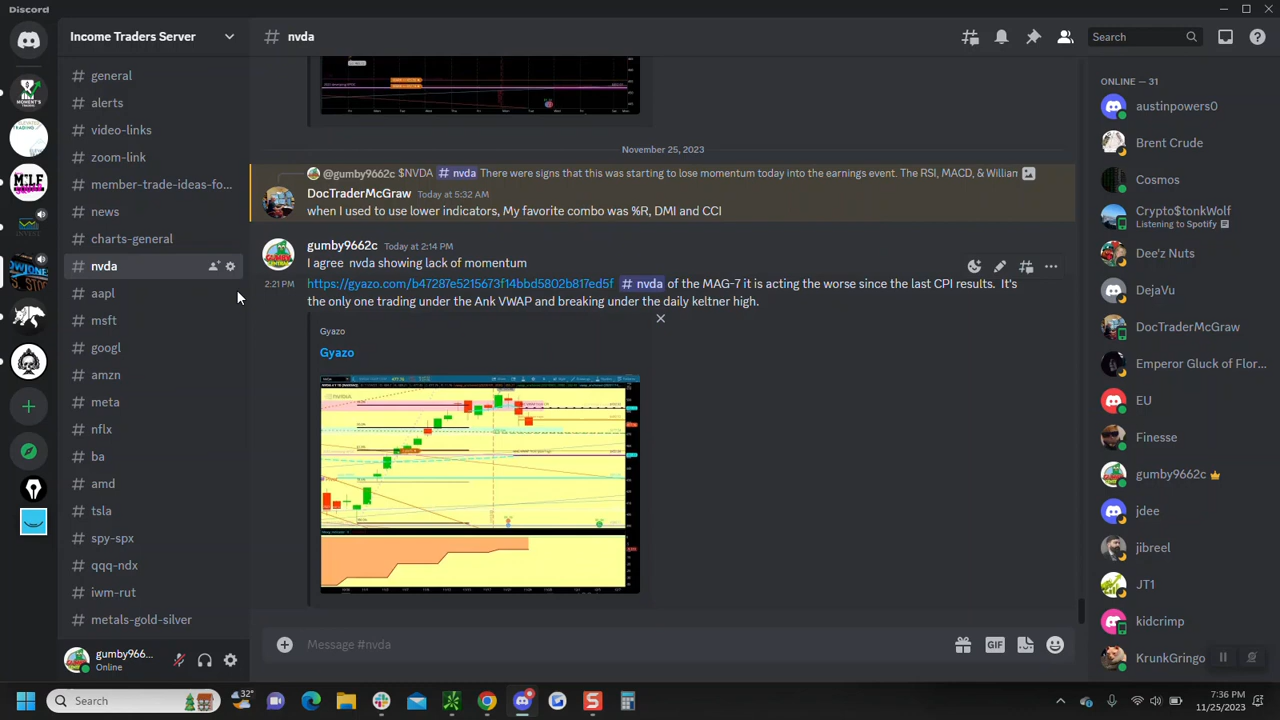 Discord
Income Traders Server
# nvda
Search
general
alerts
video-links
zoom-link
member-trade-ideas-fo...
news
charts-general
nvda
aapl
msft
googl
amzn
meta
nflx
ba
amd
tsla
spy-spx
qqq-ndx
iwm-rut
metals-gold-silver
gumby966...
Online
November 25, 2023
@gumby9662c $NVDA # nvda There were signs that this was starting to lose momentum today into the earnings event. The RSI, MACD, & Willian
DocTraderMcGraw Today at 5:32 AM
when I used to use lower indicators, My favorite combo was %R, DMI and CCI
gumby9662c Today at 2:14 PM
I agree nvda showing lack of momentum
2:21 PM https://gyazo.com/b47287e5215673f14bbd5802b817ed5f # nvda of the MAG-7 it is acting the worse since the last CPI results. It's
the only one trading under the Ank VWAP and breaking under the daily keltner high.
Gyazo
Gyazo
Message #nvda
GIF
ONLINE — 31
austinpowers0
Brent Crude
Cosmos
Crypto$tonkWolf
Listening to Spotify
Dee'z Nuts
DejaVu
DocTraderMcGraw
Emperor Gluck of Flor...
EU
Finesse
gumby9662c
jdee
jibreel
JT1
kidcrimp
KrunkGringo
Search
32°
7:36 PM
11/25/2023